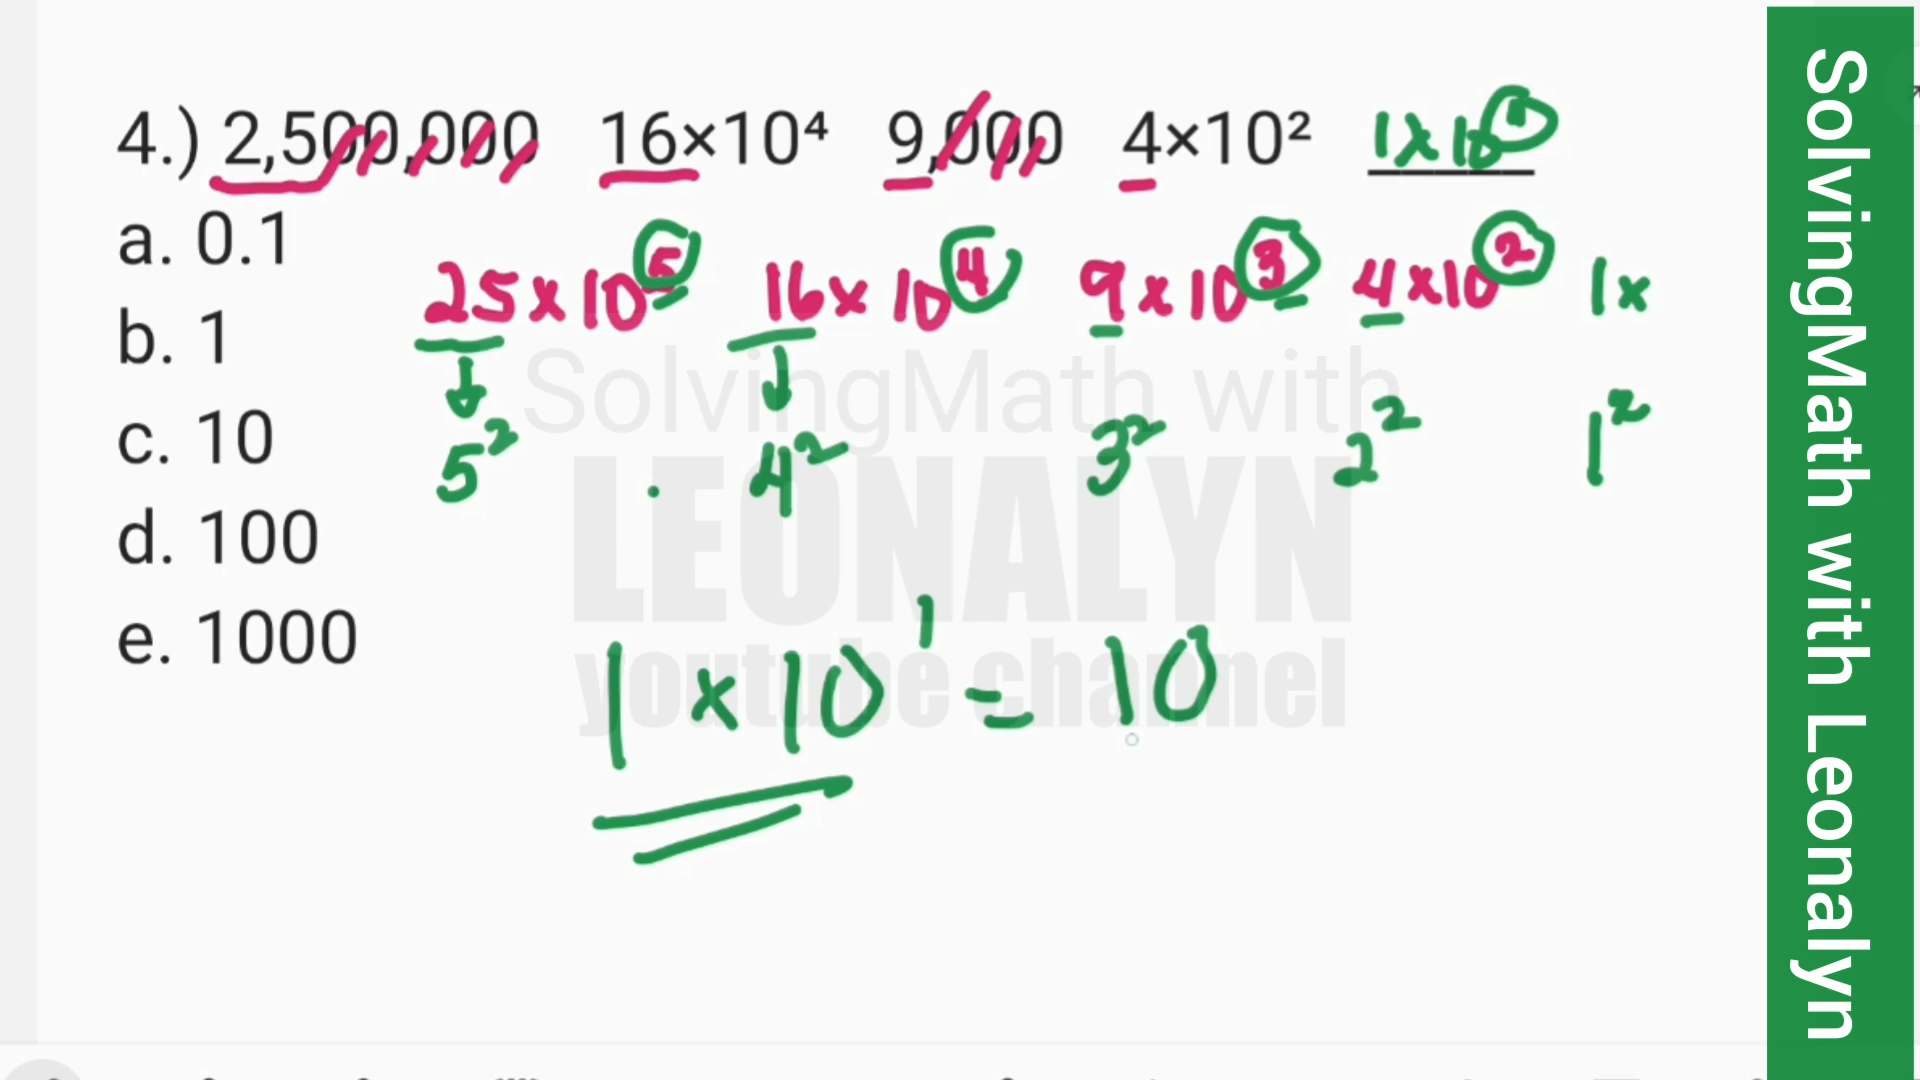 4.) 2,500,000 16×10⁴ 9,000 4×10² 1x10¹
a. 0.1
25 x 10⁵ 16 x 10⁴ 9 x 10³ 4 x 10² 1 x
b. 1
c. 10
5² . 4² 3² 2² 1²
d. 100
e. 1000
1 x 10¹ = 10
SolvingMath with
LEONALYN
youtube channel
SolvingMath with Leonalyn